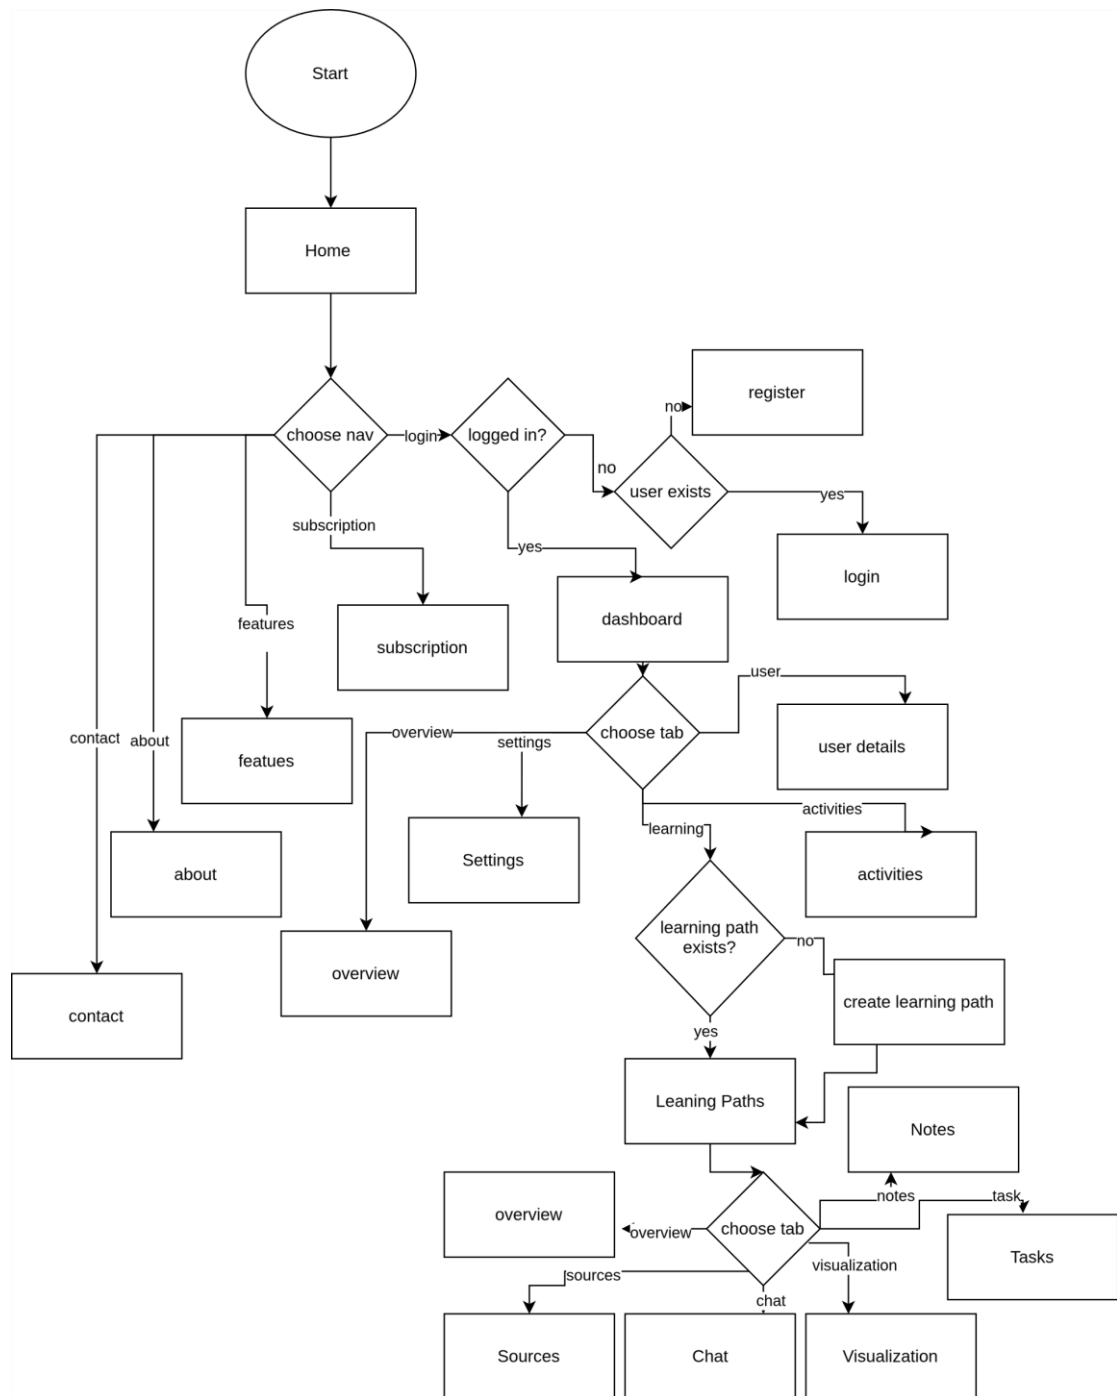 Start
Home
register
no
choose nav
login
logged in?
no
user exists
yes
subscription
yes
login
features
subscription
dashboard
user
contact
about
overview
settings
choose tab
user details
featues
activities
learning
Settings
about
activities
learning path
exists?
no
overview
contact
create learning path
yes
Leaning Paths
Notes
notes
task
overview
overview
choose tab
Tasks
visualization
sources
chat
Sources
Chat
Visualization